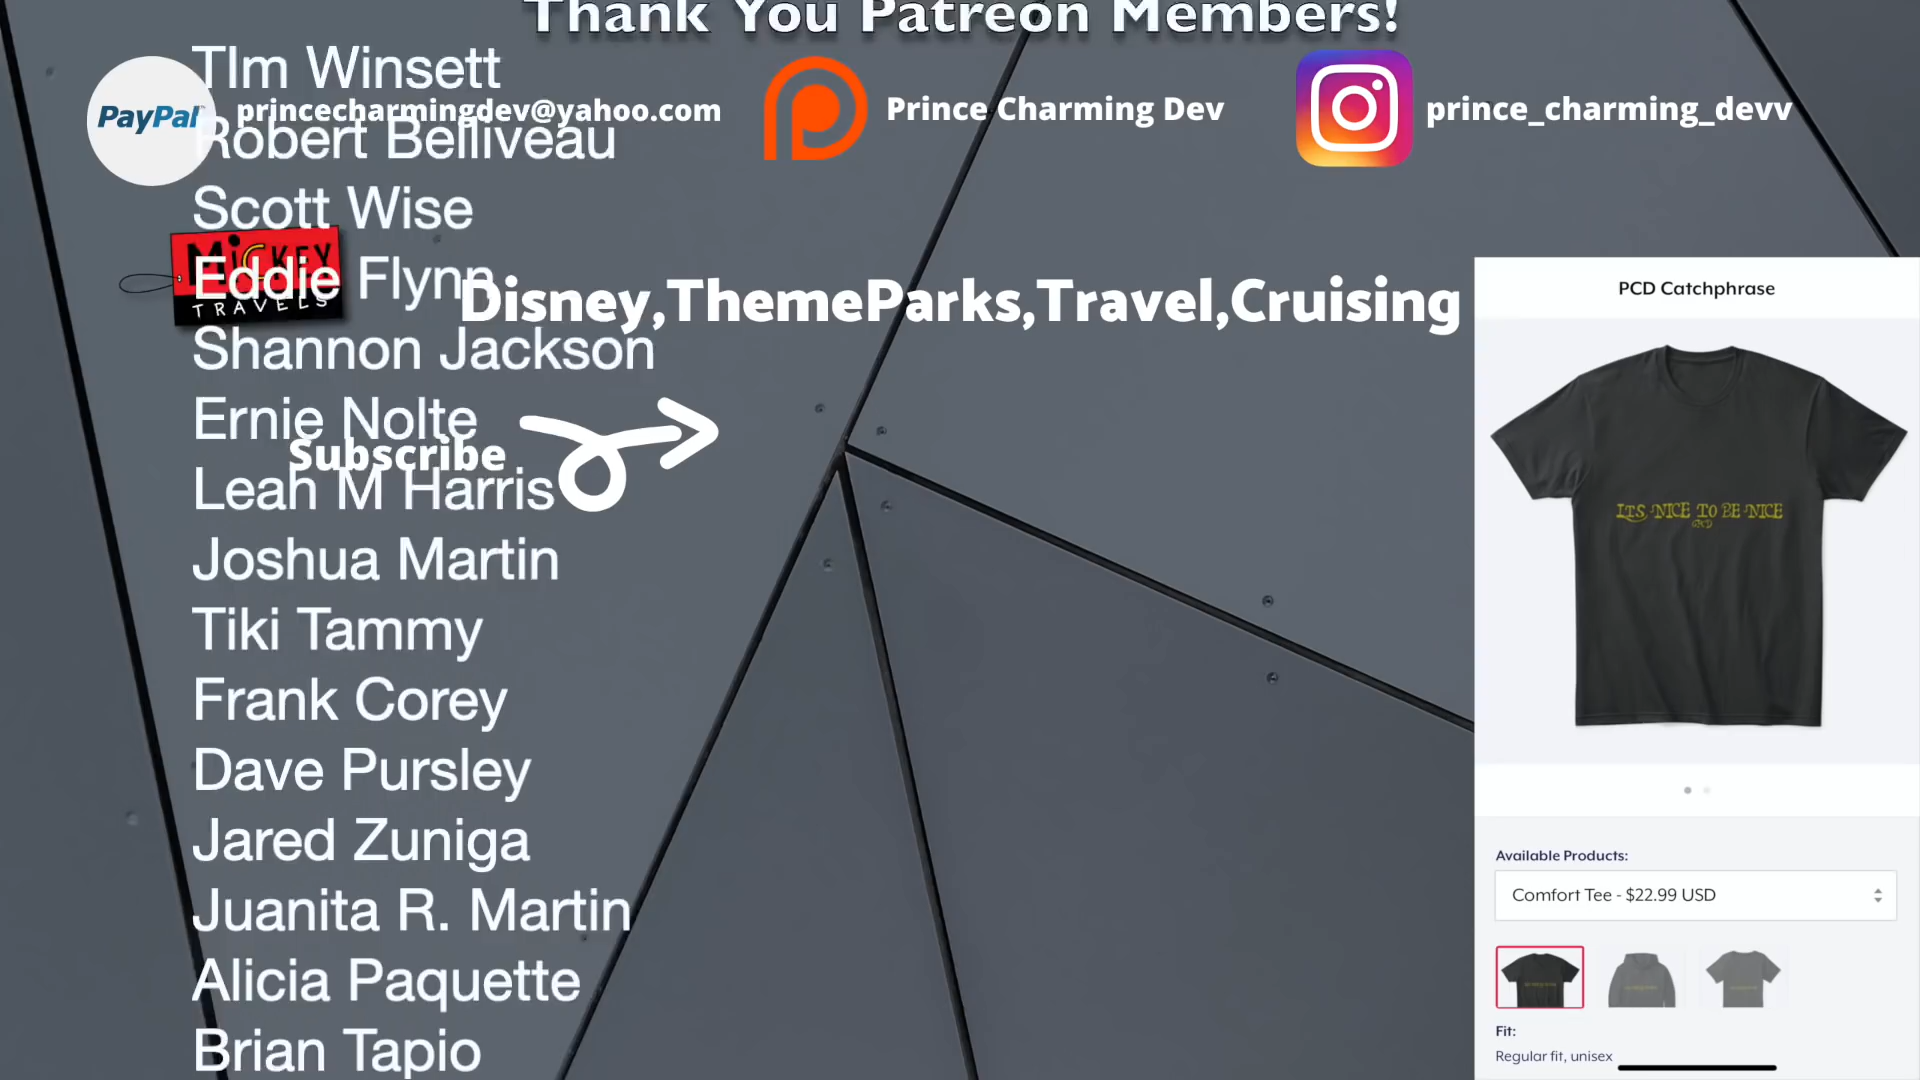 Thank You Patreon Members!
TIm Winsett
PayPal
princecharmingdev@yahoo.com
Prince Charming Dev
prince_charming_devv
Robert Belliveau
Scott Wise
MiCKEY
TRAVELS
Eddie Flynn
Disney,ThemeParks,Travel,Cruising
Shannon Jackson
Ernie Nolte
Subscribe
Leah M Harris
Joshua Martin
Tiki Tammy
Frank Corey
Dave Pursley
Jared Zuniga
Juanita R. Martin
Alicia Paquette
Brian Tapio
PCD Catchphrase
ITS NICE TO BE NICE
PCD
Available Products:
Comfort Tee - $22.99 USD
Fit:
Regular fit, unisex